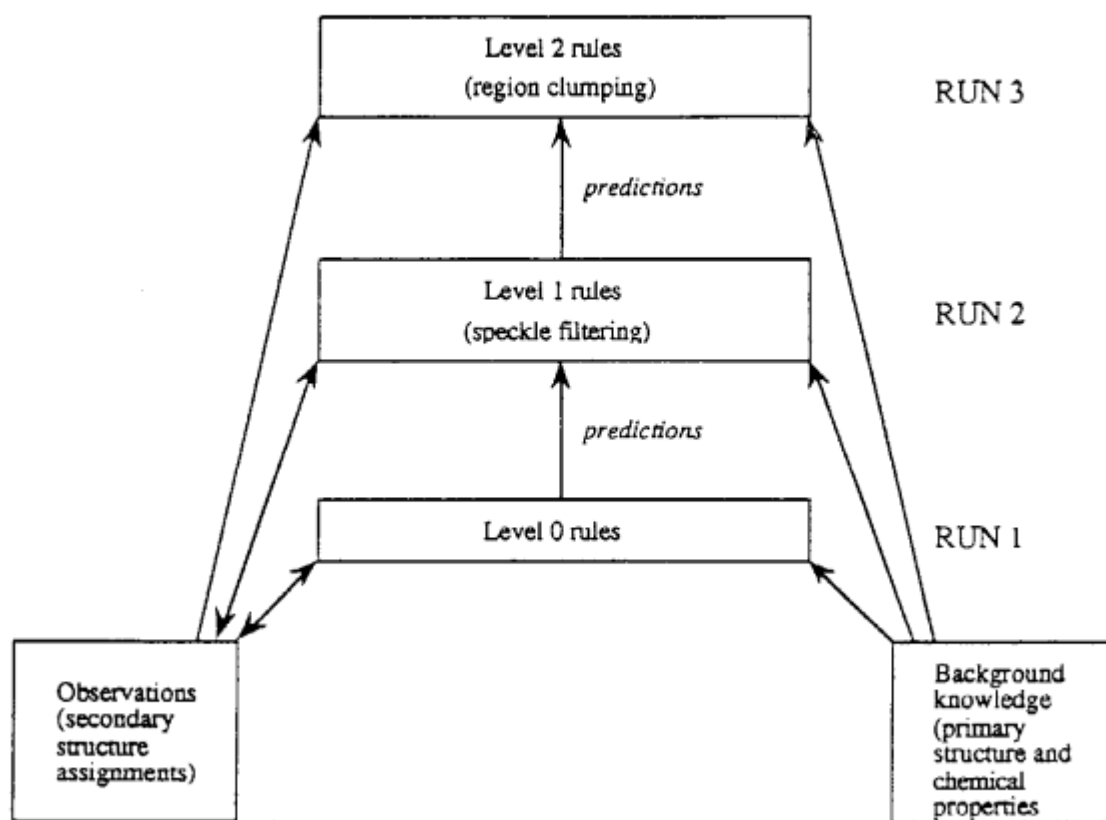 Level 2 rules
(region clumping)
RUN 3
predictions
Level 1 rules
(speckle filtering)
RUN 2
predictions
Level 0 rules
RUN 1
Observations
(secondary
structure
assignments)
Background
knowledge
(primary
structure and
chemical
properties